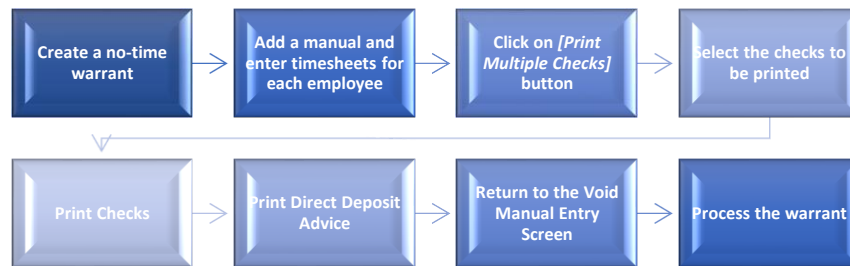 Create a no-time
warrant
Add a manual and
enter timesheets for
each employee
Click on [Print
Multiple Checks]
button
Select the checks to
be printed
Print Checks
Print Direct Deposit
Advice
Return to the Void
Manual Entry
Screen
Process the warrant